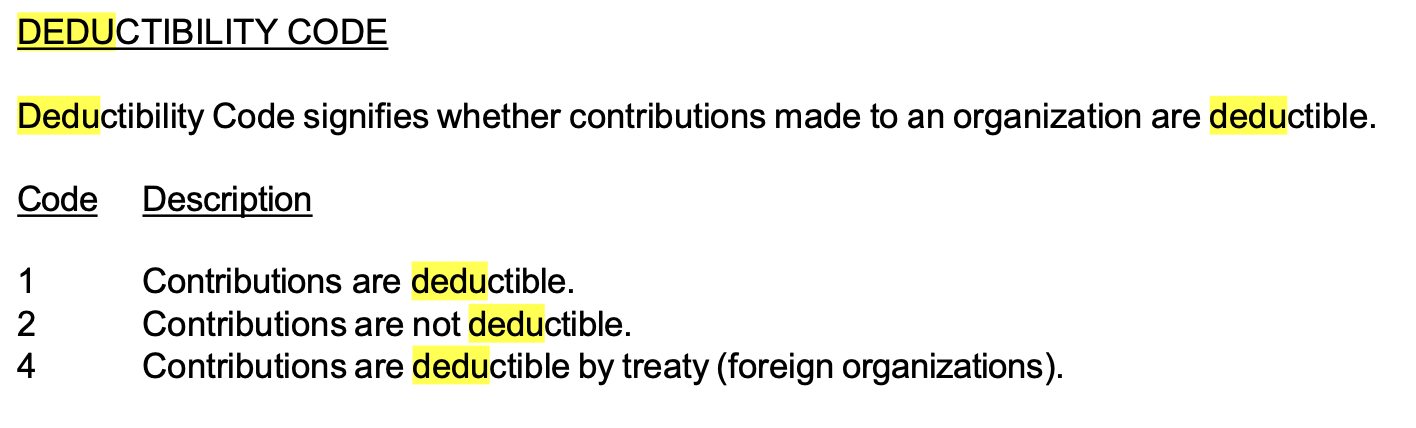 DEDUCTIBILITY CODE
Deductibility Code signifies whether contributions made to an organization are deductible.
Code Description
1 Contributions are deductible.
2 Contributions are not deductible.
4 Contributions are deductible by treaty (foreign organizations).